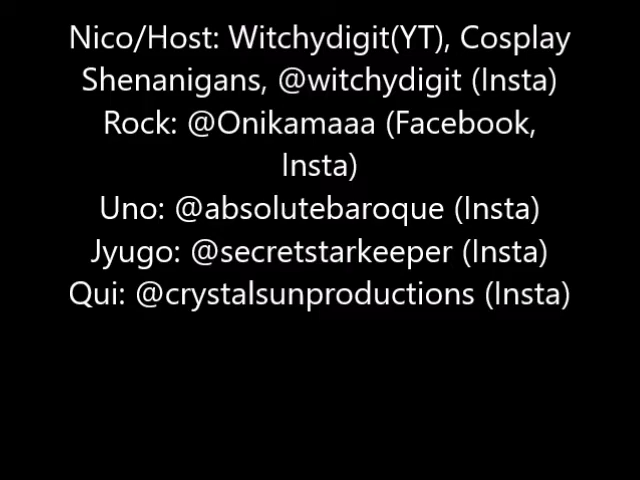 Nico/Host: Witchydigit(YT), Cosplay
Shenanigans, @witchydigit (Insta)
Rock: @Onikamaaa (Facebook,
Insta)
Uno: @absolutebaroque (Insta)
Jyugo: @secretstarkeeper (Insta)
Qui: @crystalsunproductions (Insta)